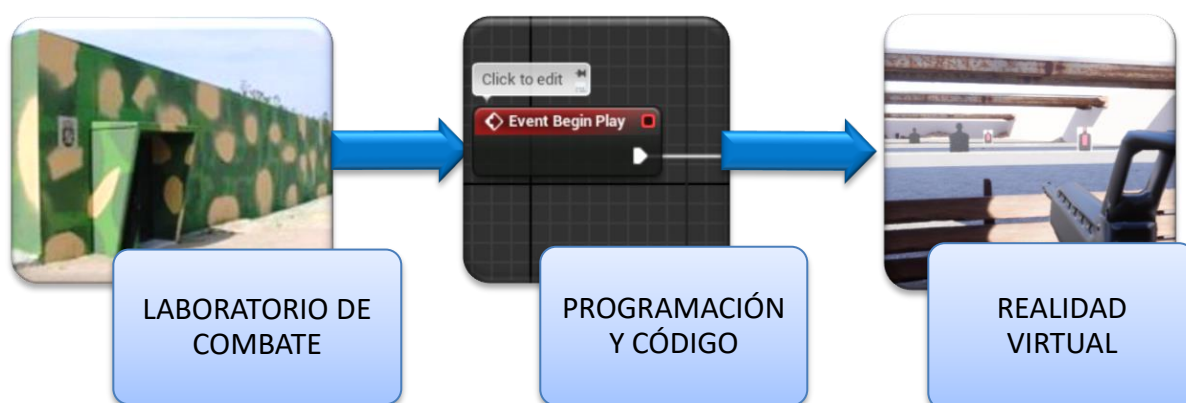 Click to edit
Event Begin Play
LABORATORIO DE
COMBATE
PROGRAMACIÓN
Y CÓDIGO
REALIDAD
VIRTUAL